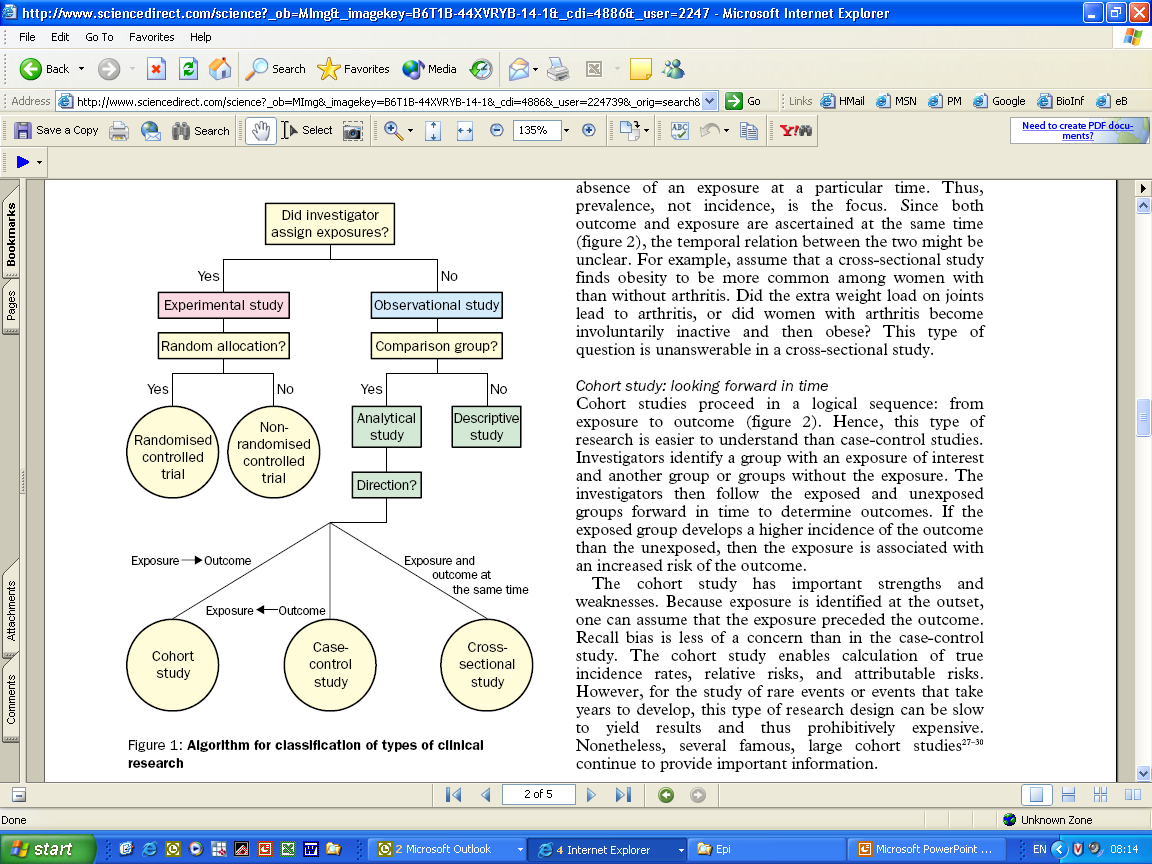 http://www.sciencedirect.com/science?_ob=MImg&_imagekey=B6T1B-44XVRYB-14-1&_cdi=4886&_user=2247 - Microsoft Internet Explorer
File Edit Go To Favorites Help
Back Search Favorites Media
Address http://www.sciencedirect.com/science?_ob=MImg&_imagekey=B6T1B-44XVRYB-14-1&_cdi=4886&_user=224739&_orig=search& Go Links HMail MSN PM Google BioInf eB
Save a Copy Search Select 135% Y! Need to create PDF docu-
ments?
Bookmarks
Pages
Attachments
Comments
Did investigator
assign exposures?
Yes No
Experimental study Observational study
Random allocation? Comparison group?
Yes No Yes No
Randomised
controlled
trial
Non-
randomised
controlled
trial
Analytical
study
Descriptive
study
Direction?
Exposure → Outcome
Exposure ← Outcome
Exposure and
outcome at
the same time
Cohort
study
Case-
control
study
Cross-
sectional
study
Figure 1: Algorithm for classification of types of clinical
research
absence of an exposure at a particular time. Thus,
prevalence, not incidence, is the focus. Since both
outcome and exposure are ascertained at the same time
(figure 2), the temporal relation between the two might be
unclear. For example, assume that a cross-sectional study
finds obesity to be more common among women with
than without arthritis. Did the extra weight load on joints
lead to arthritis, or did women with arthritis become
involuntarily inactive and then obese? This type of
question is unanswerable in a cross-sectional study.
Cohort study: looking forward in time
Cohort studies proceed in a logical sequence: from
exposure to outcome (figure 2). Hence, this type of
research is easier to understand than case-control studies.
Investigators identify a group with an exposure of interest
and another group or groups without the exposure. The
investigators then follow the exposed and unexposed
groups forward in time to determine outcomes. If the
exposed group develops a higher incidence of the outcome
than the unexposed, then the exposure is associated with
an increased risk of the outcome.
The cohort study has important strengths and
weaknesses. Because exposure is identified at the outset,
one can assume that the exposure preceded the outcome.
Recall bias is less of a concern than in the case-control
study. The cohort study enables calculation of true
incidence rates, relative risks, and attributable risks.
However, for the study of rare events or events that take
years to develop, this type of research design can be slow
to yield results and thus prohibitively expensive.
Nonetheless, several famous, large cohort studies27–30
continue to provide important information.
2 of 5
Done Unknown Zone
start 2 Microsoft Outlook 4 Internet Explorer Epi Microsoft PowerPoint ... EN 08:14